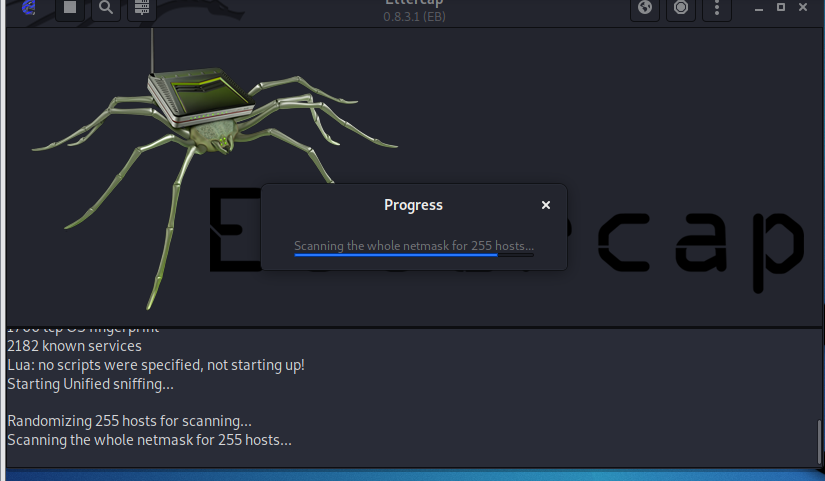 Ettercap
0.8.3.1 (EB)
Progress
Scanning the whole netmask for 255 hosts...
E cap
1766 tcp OS fingerprint
2182 known services
Lua: no scripts were specified, not starting up!
Starting Unified sniffing...
Randomizing 255 hosts for scanning...
Scanning the whole netmask for 255 hosts...